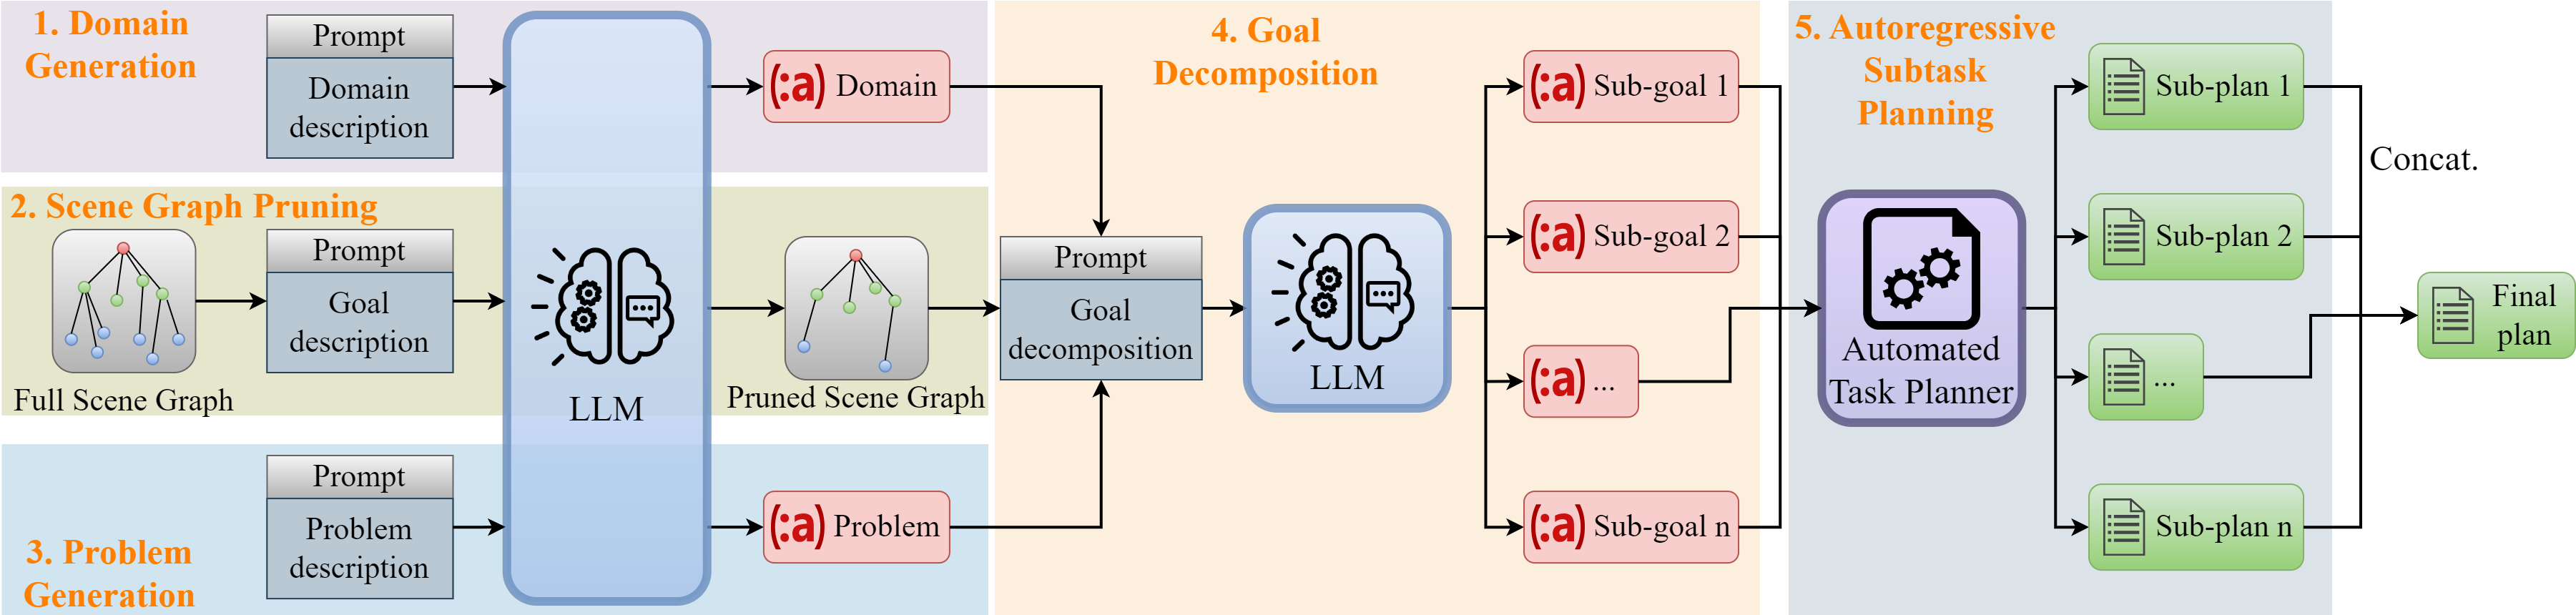 1. Domain
Generation
Prompt
Domain
description
(:a) Domain
2. Scene Graph Pruning
Full Scene Graph
Prompt
Goal
description
LLM
Pruned Scene Graph
3. Problem
Generation
Prompt
Problem
description
(:a) Problem
4. Goal
Decomposition
Prompt
Goal
decomposition
LLM
(:a) Sub-goal 1
(:a) Sub-goal 2
(:a) ...
(:a) Sub-goal n
5. Autoregressive
Subtask
Planning
Automated
Task Planner
Sub-plan 1
Sub-plan 2
...
Sub-plan n
Concat.
Final
plan